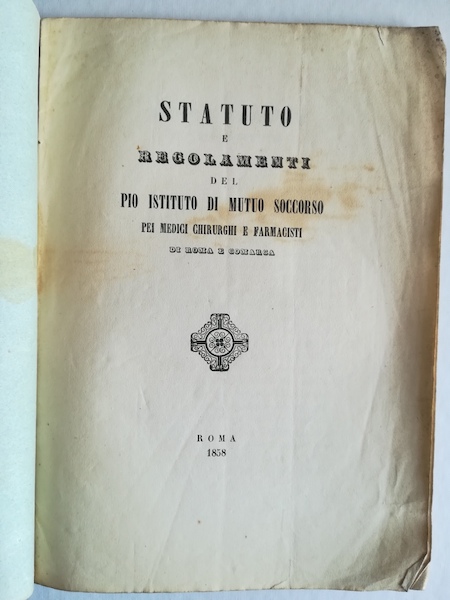 STATUTO
E
REGOLAMENTI
DEL
PIO ISTITUTO DI MUTUO SOCCORSO
PEI MEDICI CHIRURGHI E FARMACISTI
DI ROMA E COMARCA
ROMA
1858